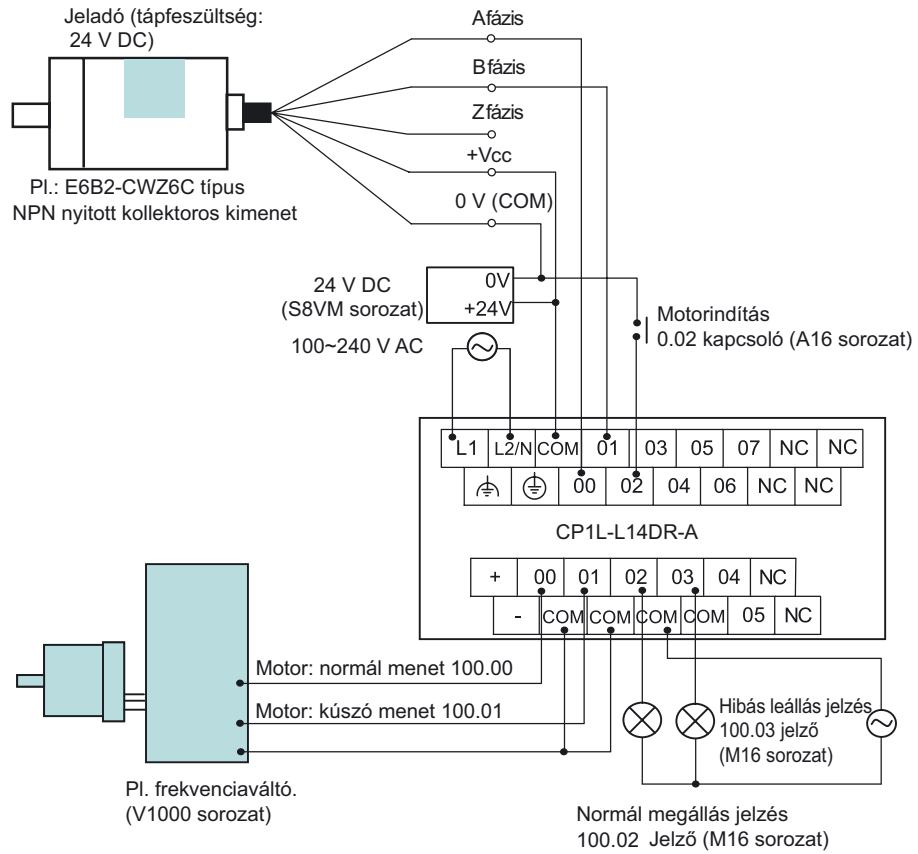 Jeladó (tápfeszültség:
24 V DC)
Afázis
Bfázis
Zfázis
+Vcc
0 V (COM)
Pl.: E6B2-CWZ6C típus
NPN nyitott kollektoros kimenet
24 V DC
(S8VM sorozat)
0V
+24V
100~240 V AC
Motorindítás
0.02 kapcsoló (A16 sorozat)
L1 L2/N COM 01 03 05 07 NC NC
00 02 04 06 NC NC
CP1L-L14DR-A
+ 00 01 02 03 04 NC
- COM COM COM COM 05 NC
Motor: normál menet 100.00
Motor: kúszó menet 100.01
Hibás leállás jelzés
100.03 jelző
(M16 sorozat)
Pl. frekvenciaváltó.
(V1000 sorozat)
Normál megállás jelzés
100.02 Jelző (M16 sorozat)